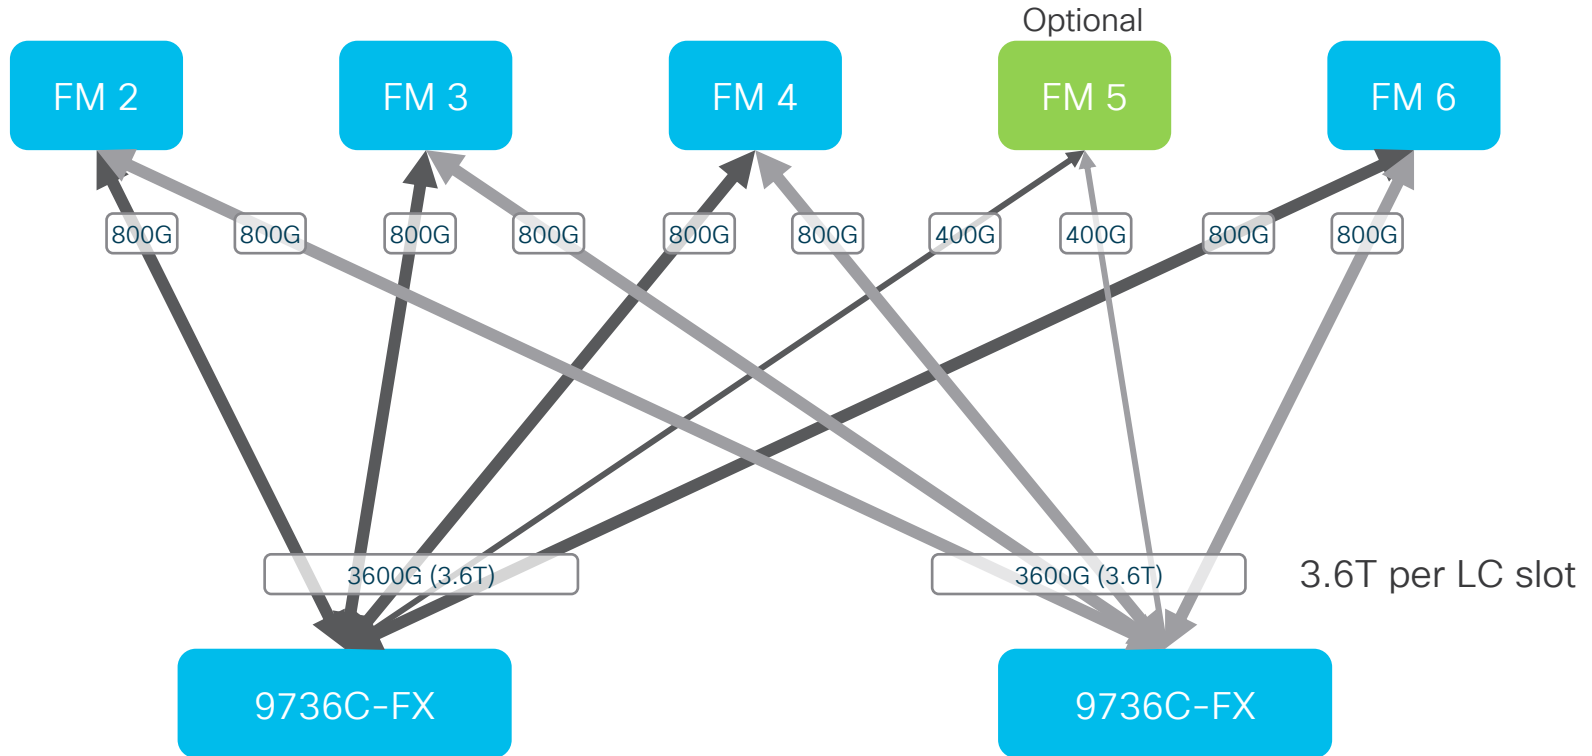 Optional
FM 2
FM 3
FM 4
FM 5
FM 6
800G
800G
800G
800G
800G
800G
400G
400G
800G
800G
3600G (3.6T)
3600G (3.6T)
3.6T per LC slot
9736C-FX
9736C-FX